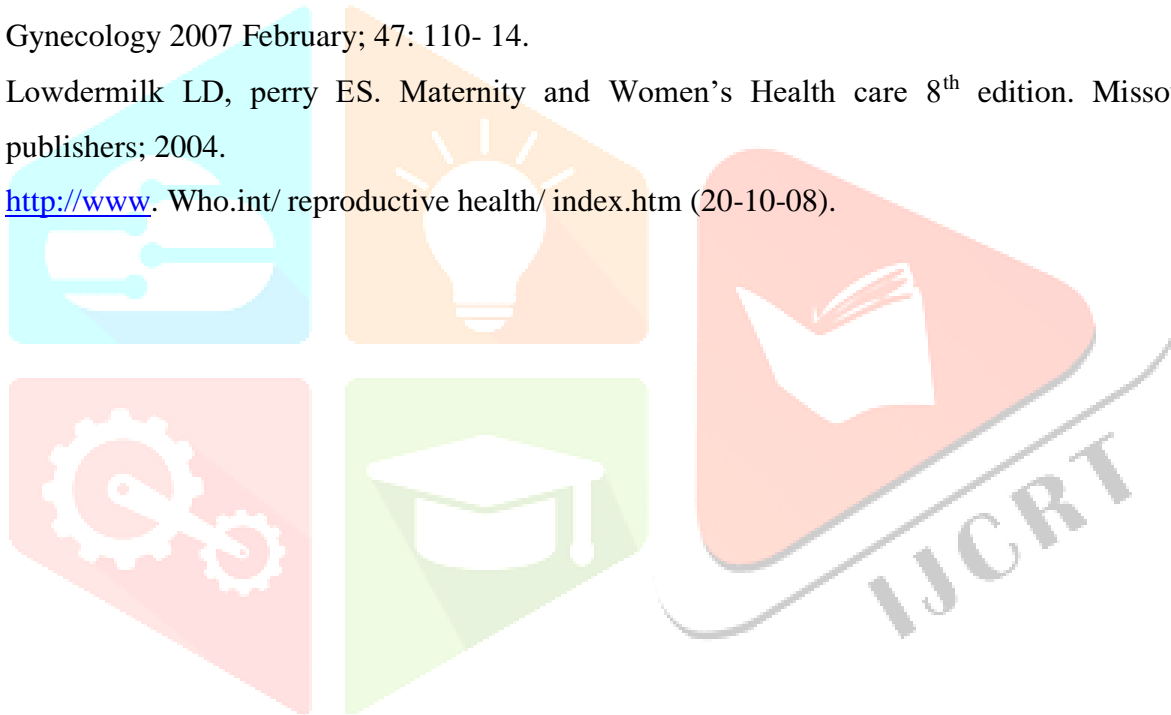 Gynecology 2007 February; 47: 110- 14.
Lowdermilk LD, perry ES. Maternity and Women’s Health care 8th edition.
publishers; 2004.
http://www. Who.int/ reproductive health/ index.htm (20-10-08).
IJCRT